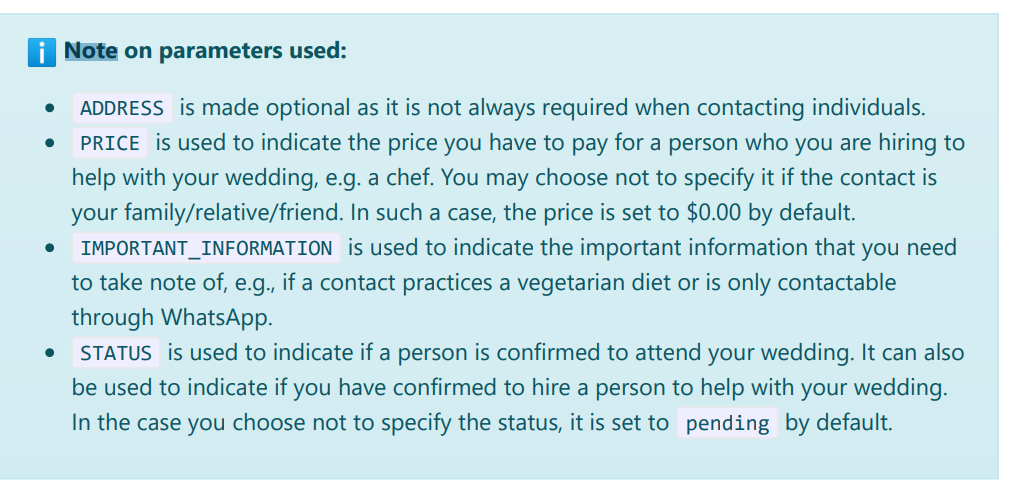 ℹ️ Note on parameters used:
• ADDRESS is made optional as it is not always required when contacting individuals.
• PRICE is used to indicate the price you have to pay for a person who you are hiring to
help with your wedding, e.g. a chef. You may choose not to specify it if the contact is
your family/relative/friend. In such a case, the price is set to $0.00 by default.
• IMPORTANT_INFORMATION is used to indicate the important information that you need
to take note of, e.g., if a contact practices a vegetarian diet or is only contactable
through WhatsApp.
• STATUS is used to indicate if a person is confirmed to attend your wedding. It can also
be used to indicate if you have confirmed to hire a person to help with your wedding.
In the case you choose not to specify the status, it is set to pending by default.